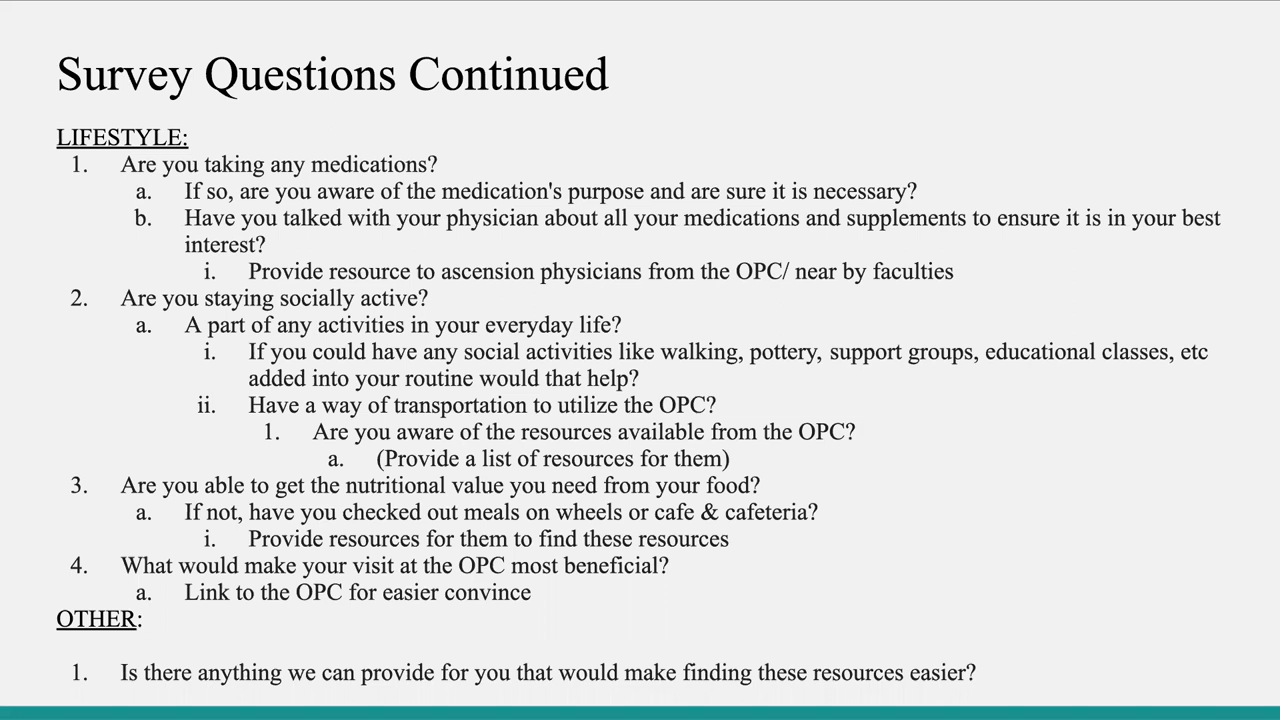 Survey Questions Continued
LIFESTYLE:
1. Are you taking any medications?
a. If so, are you aware of the medication's purpose and are sure it is necessary?
b. Have you talked with your physician about all your medications and supplements to ensure it is in your best
interest?
i. Provide resource to ascension physicians from the OPC/ near by faculties
2. Are you staying socially active?
a. A part of any activities in your everyday life?
i. If you could have any social activities like walking, pottery, support groups, educational classes, etc
added into your routine would that help?
ii. Have a way of transportation to utilize the OPC?
1. Are you aware of the resources available from the OPC?
a. (Provide a list of resources for them)
3. Are you able to get the nutritional value you need from your food?
a. If not, have you checked out meals on wheels or cafe & cafeteria?
i. Provide resources for them to find these resources
4. What would make your visit at the OPC most beneficial?
a. Link to the OPC for easier convince
OTHER:
1. Is there anything we can provide for you that would make finding these resources easier?